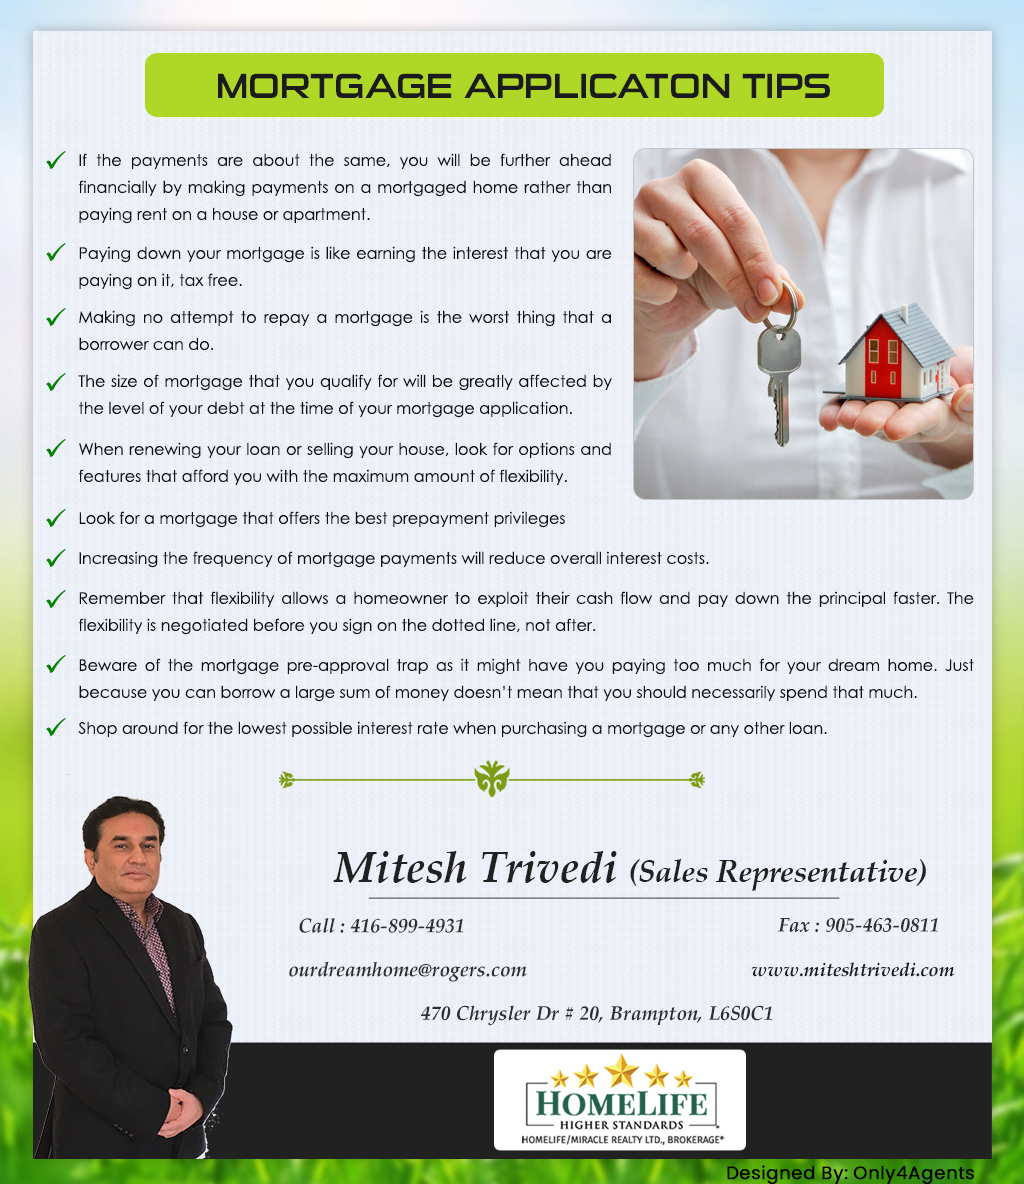 MORTGAGE APPLICATON TIPS
If the payments are about the same, you will be further ahead
financially by making payments on a mortgaged home rather than
paying rent on a house or apartment.
Paying down your mortgage is like earning the interest that you are
paying on it, tax free.
Making no attempt to repay a mortgage is the worst thing that a
borrower can do.
The size of mortgage that you qualify for will be greatly affected by
the level of your debt at the time of your mortgage application.
When renewing your loan or selling your house, look for options and
features that afford you with the maximum amount of flexibility.
Look for a mortgage that offers the best prepayment privileges
Increasing the frequency of mortgage payments will reduce overall interest costs.
Remember that flexibility allows a homeowner to exploit their cash flow and pay down the principal faster. The
flexibility is negotiated before you sign on the dotted line, not after.
Beware of the mortgage pre-approval trap as it might have you paying too much for your dream home. Just
because you can borrow a large sum of money doesn't mean that you should necessarily spend that much.
Shop around for the lowest possible interest rate when purchasing a mortgage or any other loan.
Mitesh Trivedi (Sales Representative)
Call : 416-899-4931
Fax : 905-463-0811
ourdreamhome@rogers.com
www.miteshtrivedi.com
470 Chrysler Dr # 20, Brampton, L6S0C1
HOMELIFE
HIGHER STANDARDS
HOMELIFE/MIRACLE REALTY LTD., BROKERAGE*
Designed By: Only4Agents